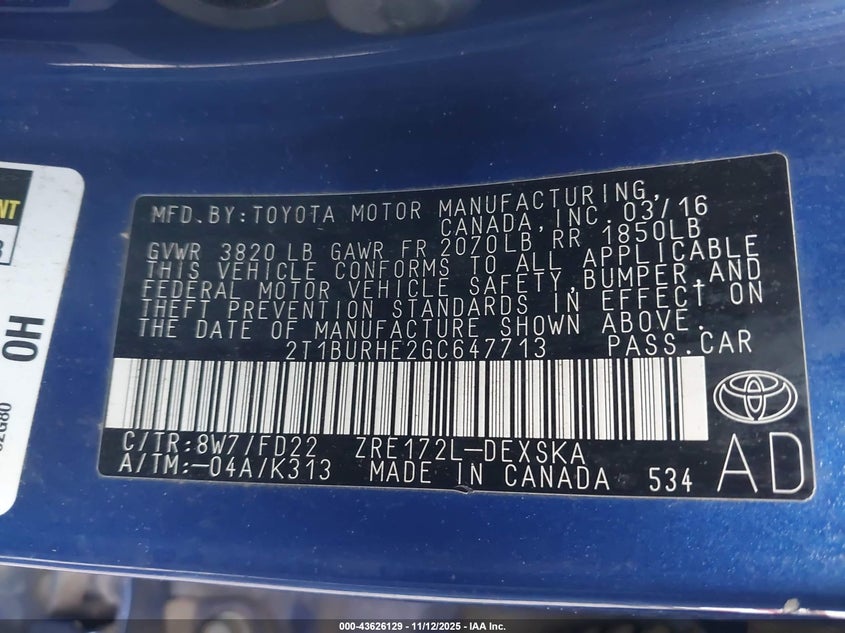 MFD. BY: TOYOTA MOTOR MANUFACTURING,
CANADA, INC. 03/16
GVWR 3820 LB GAWR FR 2070LB, RR 1850LB
THIS VEHICLE CONFORMS TO ALL APPLICABLE
FEDERAL MOTOR VEHICLE SAFETY, BUMPER, AND
THEFT PREVENTION STANDARDS IN EFFECT ON
THE DATE OF MANUFACTURE SHOWN ABOVE.
2T1BURHE2GC647713 PASS.CAR
C/TR:8W7/FD22 ZRE172L-DEXSKA
A/TM:-04A/K313 MADE IN CANADA 534
AD
OH
000-43626129 - 11/12/2025 - IAA Inc.